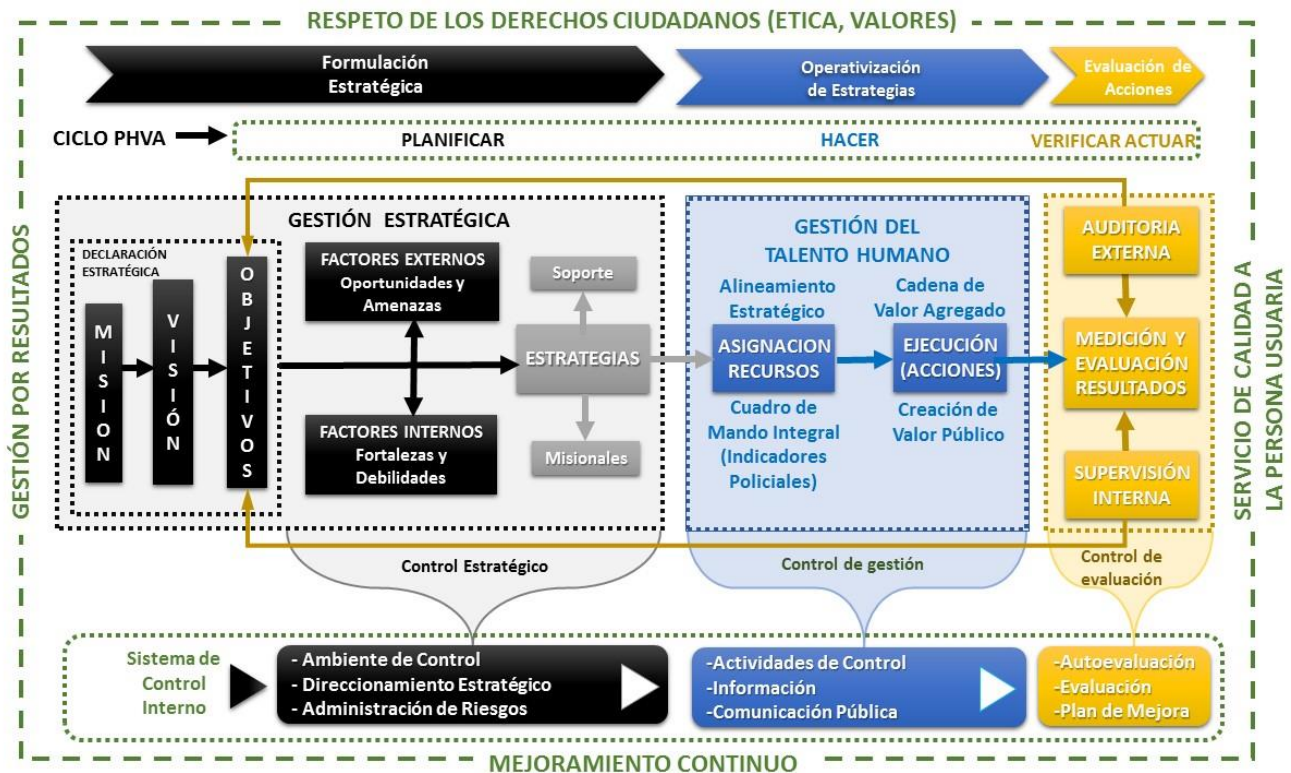 RESPETO DE LOS DERECHOS CIUDADANOS (ETICA, VALORES)
Formulación
Estratégica
Operativización
de Estrategias
Evaluación de
Acciones
CICLO PHVA
PLANIFICAR
HACER
VERIFICAR ACTUAR
GESTIÓN POR RESULTADOS
GESTIÓN ESTRATÉGICA
DECLARACIÓN
ESTRATÉGICA
MISION
VISIÓN
OBJETIVOS
FACTORES EXTERNOS
Oportunidades y
Amenazas
FACTORES INTERNOS
Fortalezas y
Debilidades
Soporte
ESTRATEGIAS
Misionales
GESTIÓN DEL
TALENTO HUMANO
Alineamiento
Estratégico
ASIGNACION
RECURSOS
Cuadro de
Mando Integral
(Indicadores
Policiales)
Cadena de
Valor Agregado
EJECUCIÓN
(ACCIONES)
Creación de
Valor Público
AUDITORIA
EXTERNA
MEDICIÓN Y
EVALUACIÓN
RESULTADOS
SUPERVISIÓN
INTERNA
SERVICIO DE CALIDAD A
LA PERSONA USUARIA
Control Estratégico
Control de gestión
Control de
evaluación
Sistema de
Control
Interno
- Ambiente de Control
- Direccionamiento Estratégico
- Administración de Riesgos
-Actividades de Control
-Información
-Comunicación Pública
-Autoevaluación
-Evaluación
-Plan de Mejora
MEJORAMIENTO CONTINUO